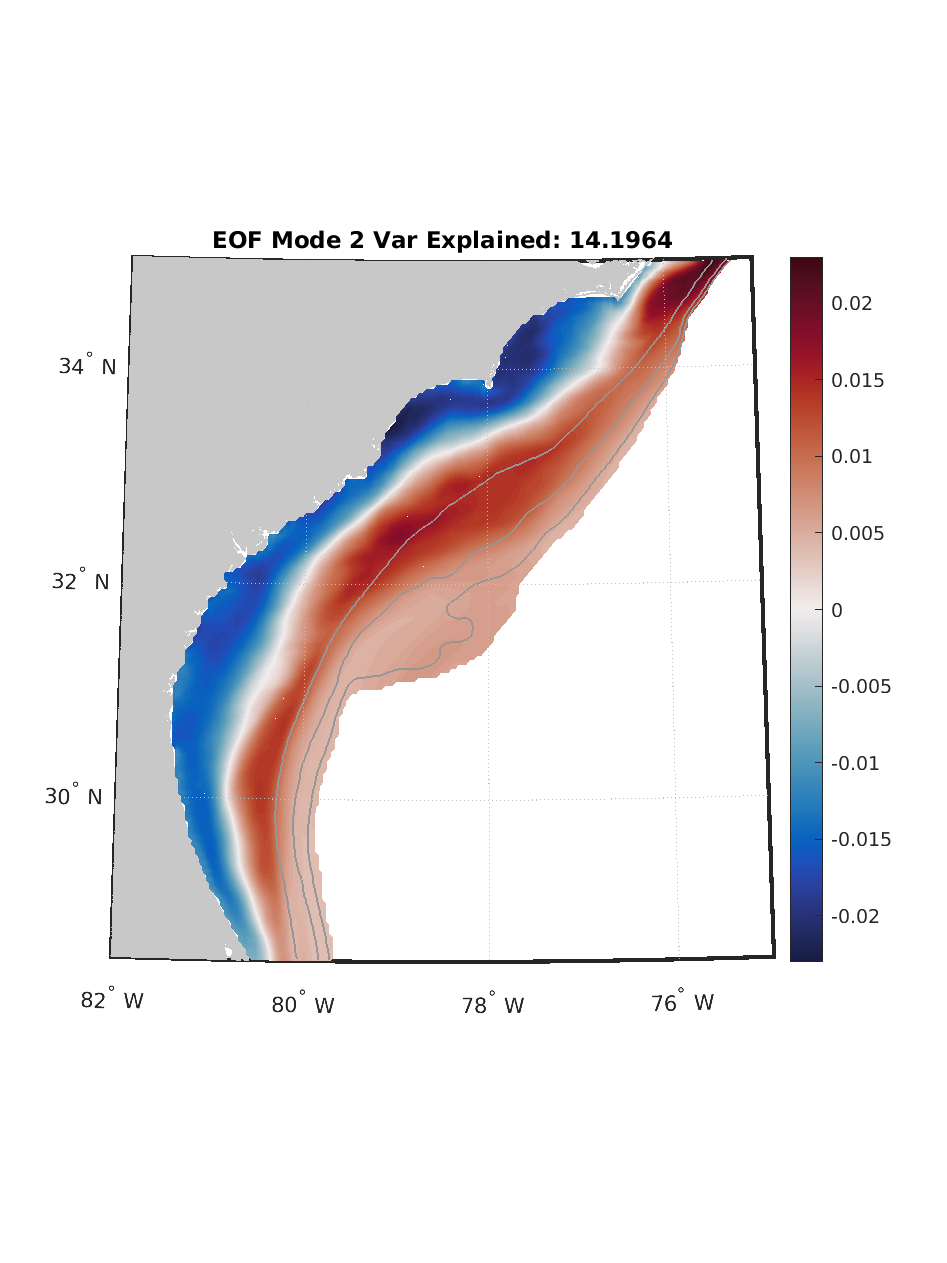 EOF Mode 2 Var Explained: 14.1964
34° N
32° N
30° N
82° W
80° W
78° W
76° W
0.02
0.015
0.01
0.005
0
-0.005
-0.01
-0.015
-0.02